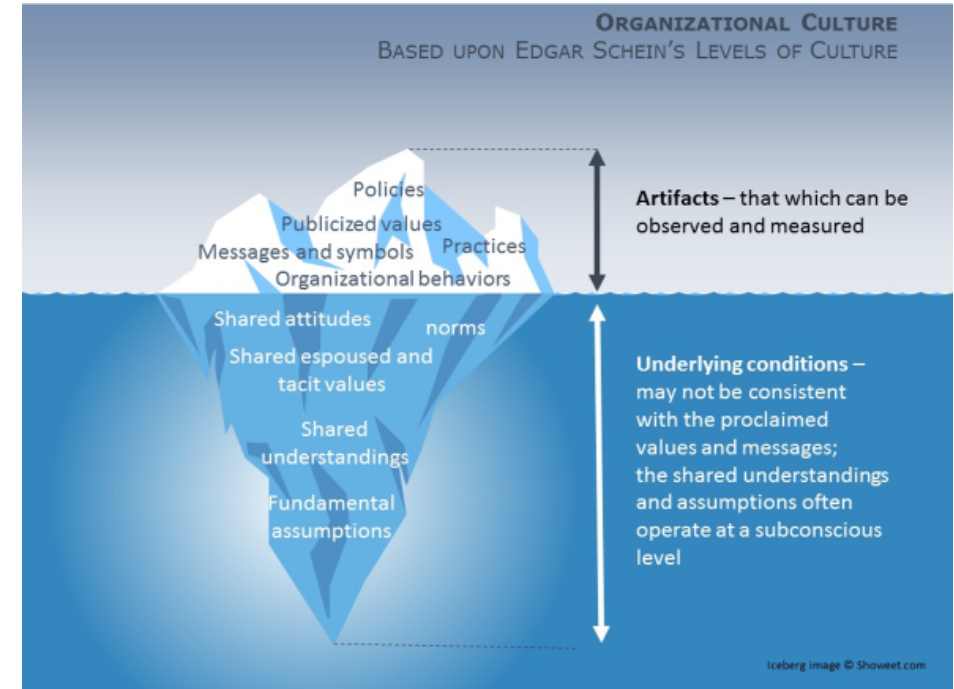 ORGANIZATIONAL CULTURE
BASED UPON EDGAR SCHEIN'S LEVELS OF CULTURE
Policies
Publicized values
Messages and symbols
Practices
Organizational behaviors
Artifacts – that which can be
observed and measured
Shared attitudes
norms
Shared espoused and
tacit values
Shared
understandings
Fundamental
assumptions
Underlying conditions –
may not be consistent
with the proclaimed
values and messages;
the shared understandings
and assumptions often
operate at a subconscious
level
Iceberg image © Showeet.com